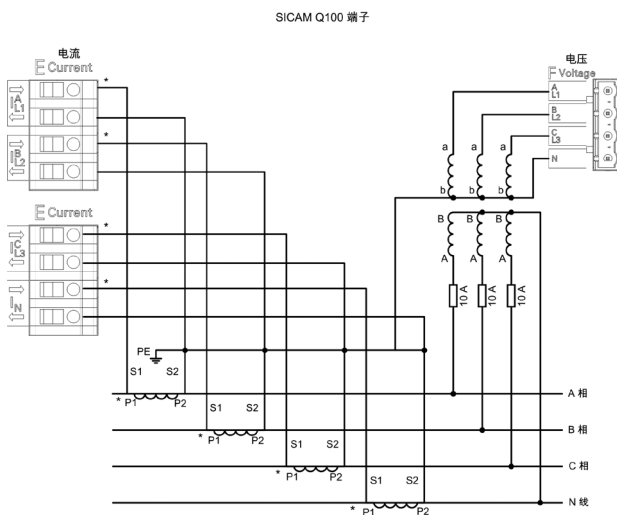 SICAM Q100 端子
电流
E Current
*
I A L1
*
I B L2
E Current
*
I C L3
*
I N
电压
F Voltage
A L1
B L2
C L3
N
a a a
b b b
B B B
A A A
10 A 10 A 10 A
PE
S1 S2
* P1 P2
A 相
S1 S2
* P1 P2
B 相
S1 S2
* P1 P2
C 相
S1 S2
* P1 P2
N 线